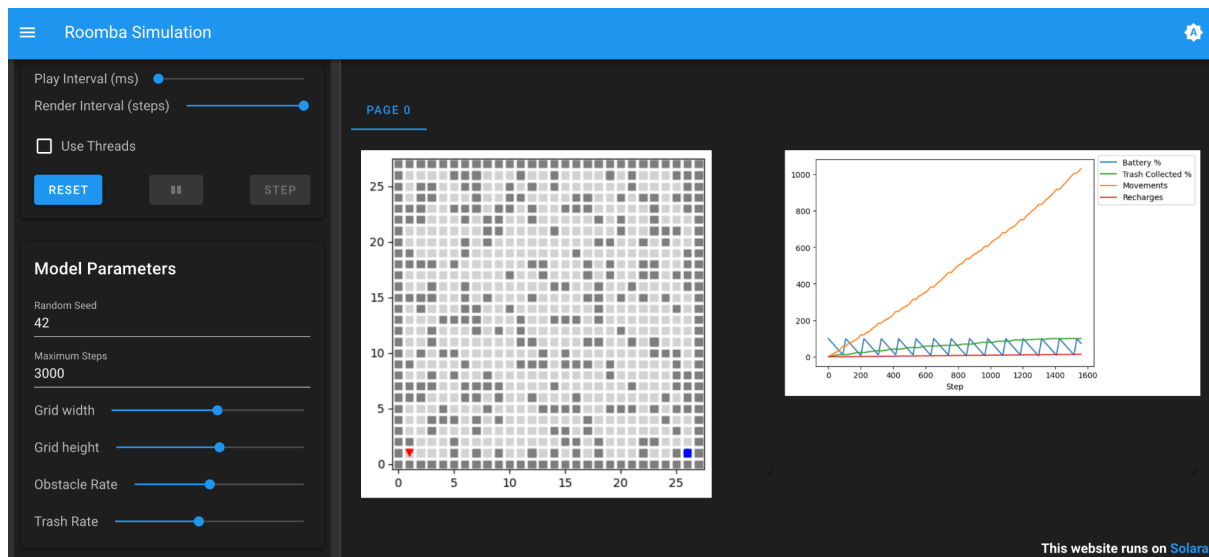 Roomba Simulation
Play Interval (ms)
Render Interval (steps)
Use Threads
RESET
STEP
Model Parameters
Random Seed
42
Maximum Steps
3000
Grid width
Grid height
Obstacle Rate
Trash Rate
PAGE 0
25
20
15
10
5
0
0 5 10 15 20 25
Battery %
Trash Collected %
Movements
Recharges
1000
800
600
400
200
0
0 200 400 600 800 1000 1200 1400 1600
Step
This website runs on Solara